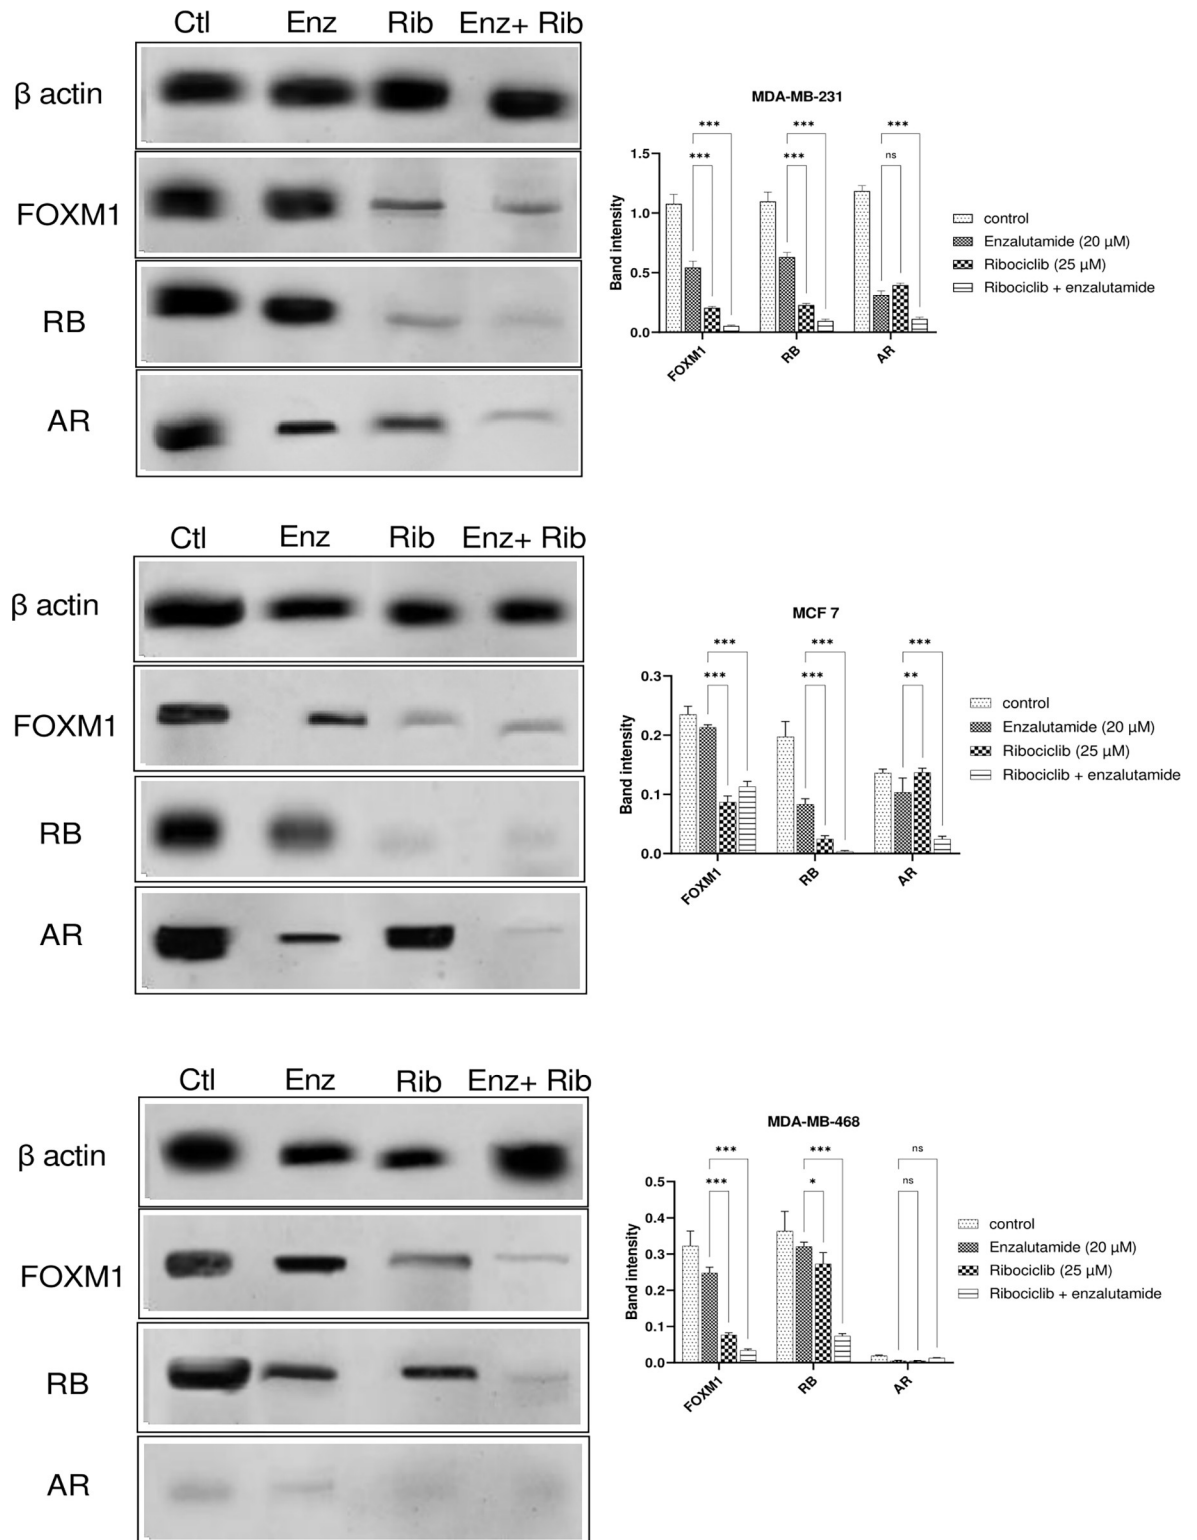 Ctl Enz Rib Enz+ Rib
β actin
FOXM1
RB
AR
MDA-MB-231
*** *** ***
*** *** ns
Band intensity
1.5
1.0
0.5
0.0
FOXM1 RB AR
control
Enzalutamide (20 μM)
Ribociclib (25 μM)
Ribociclib + enzalutamide
Ctl Enz Rib Enz+ Rib
β actin
FOXM1
RB
AR
MCF 7
*** *** ***
*** *** **
Band intensity
0.3
0.2
0.1
0.0
FOXM1 RB AR
control
Enzalutamide (20 μM)
Ribociclib (25 μM)
Ribociclib + enzalutamide
Ctl Enz Rib Enz+ Rib
β actin
FOXM1
RB
AR
MDA-MB-468
*** *** ns
*** * ns
Band intensity
0.5
0.4
0.3
0.2
0.1
0.0
FOXM1 RB AR
control
Enzalutamide (20 μM)
Ribociclib (25 μM)
Ribociclib + enzalutamide